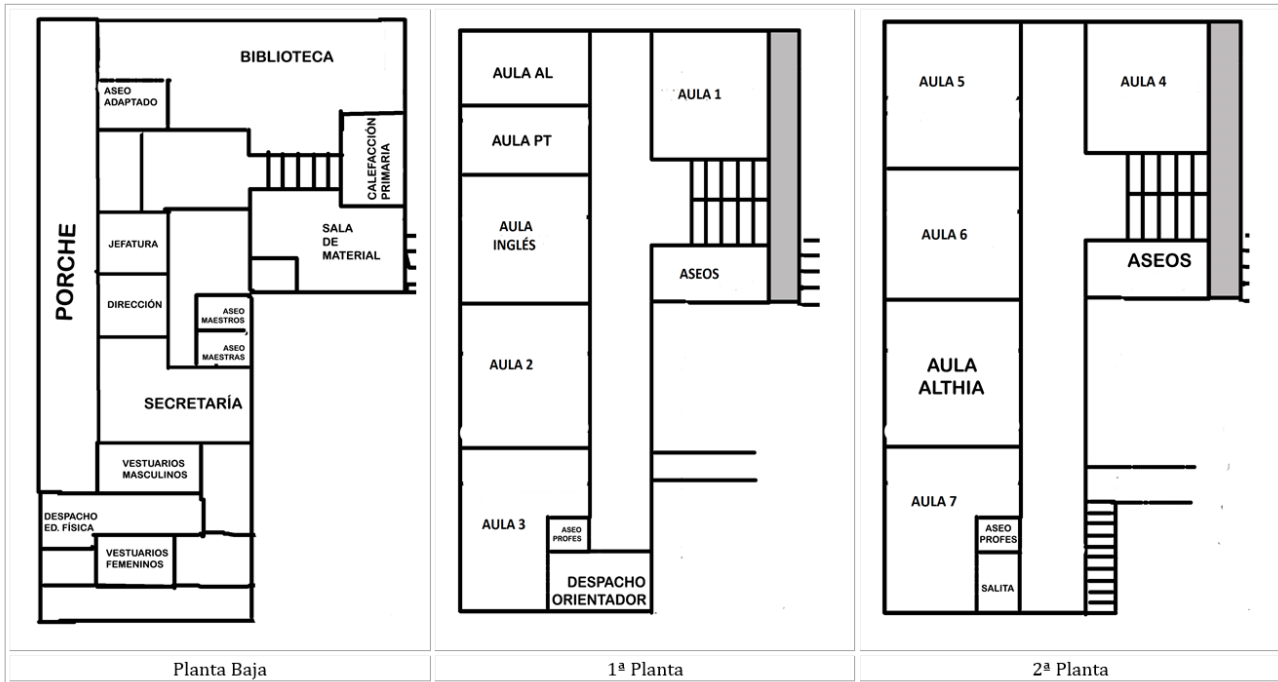 BIBLIOTECA
ASEO
ADAPTADO
CALEFACCIÓN
PRIMARIA
PORCHE
JEFATURA
SALA
DE
MATERIAL
DIRECCIÓN
ASEO
MAESTROS
ASEO
MAESTRAS
SECRETARÍA
VESTUARIOS
MASCULINOS
DESPACHO
ED. FÍSICA
VESTUARIOS
FEMENINOS
Planta Baja
AULA AL
AULA 1
AULA PT
AULA
INGLÉS
ASEOS
AULA 2
AULA 3
ASEO
PROFES
DESPACHO
ORIENTADOR
1ª Planta
AULA 5
AULA 4
AULA 6
ASEOS
AULA
ALTHIA
AULA 7
ASEO
PROFES
SALITA
2ª Planta